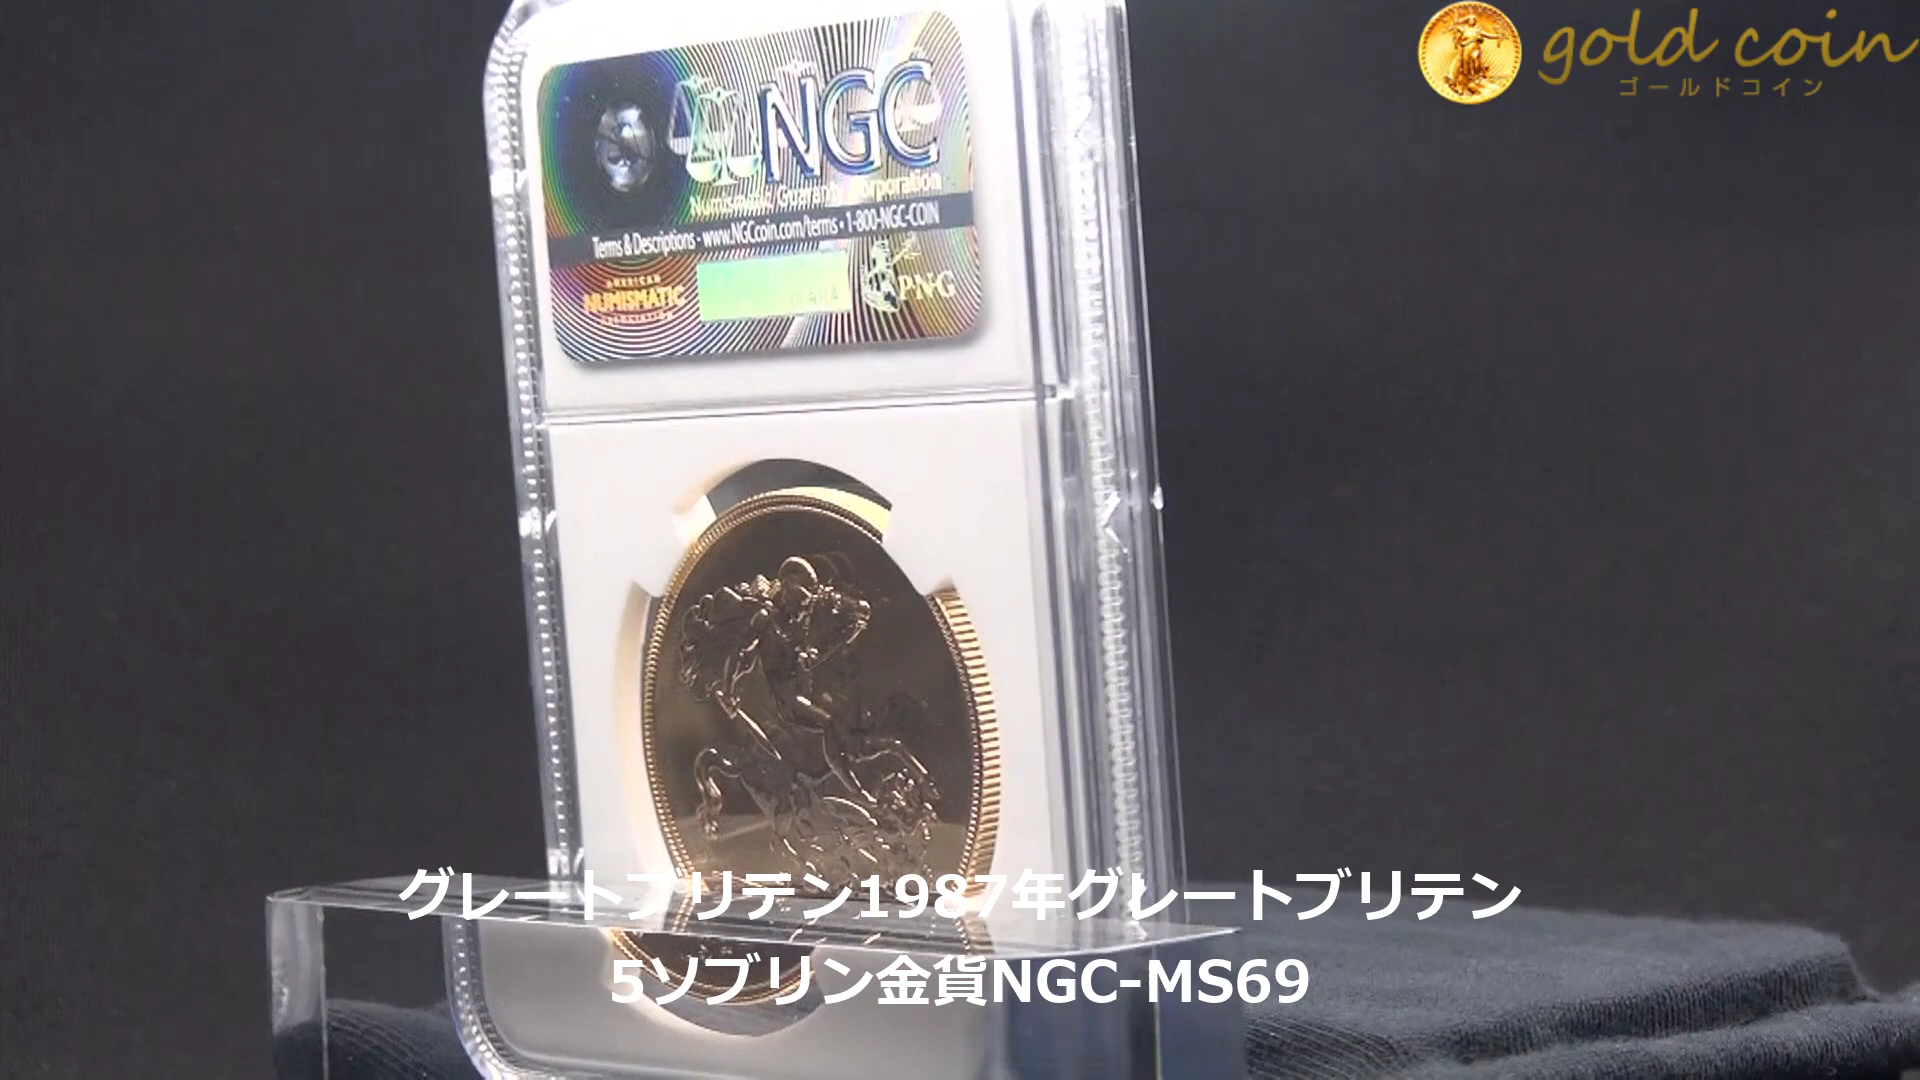 gold coin
ゴールドコイン
NGC
Numismatic Guaranty Corporation
Terms & Descriptions • www.NGCcoin.com/terms • 1-800-NGC-COIN
AMERICAN
NUMISMATIC
ASSOCIATION
PNG
グレートブリテン1987年グレートブリテン
5ソブリン金貨NGC-MS69